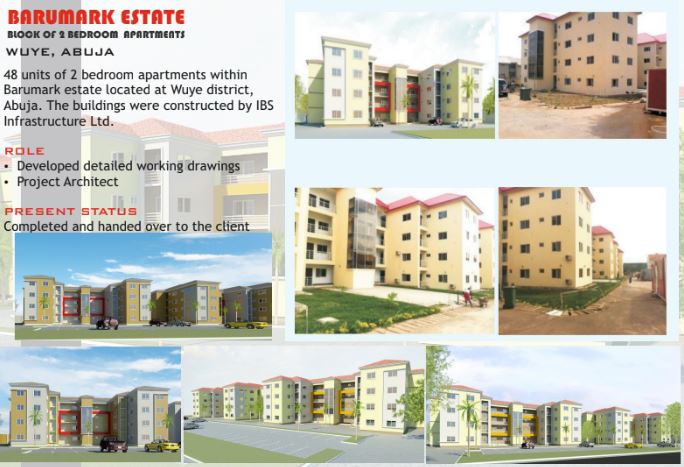 BARUMARK ESTATE
BLOCK OF 2 BEDROOM APARTMENTS
WUYE, ABUJA
48 units of 2 bedroom apartments within
Barumark estate located at Wuye district,
Abuja. The buildings were constructed by IBS
Infrastructure Ltd.
ROLE
• Developed detailed working drawings
• Project Architect
PRESENT STATUS
Completed and handed over to the client